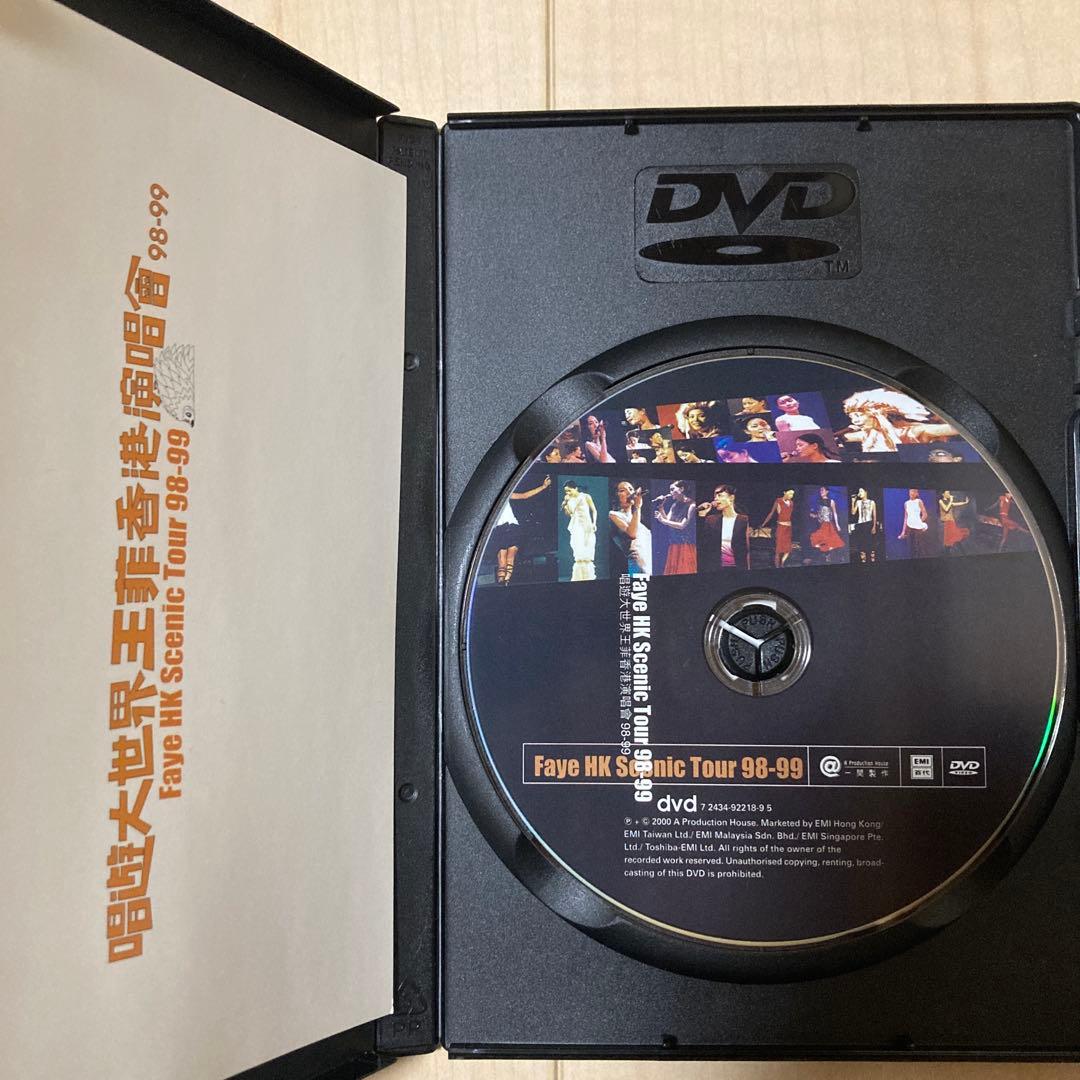 唱遊大世界王菲香港演唱會 98-99
Faye HK Scenic Tour 98-99
DVD
TM
PUSH
Faye HK Scenic Tour 98-99
唱遊大世界王菲香港演唱會 98-99
Faye HK Scenic Tour 98-99
@
A Production House
一間製作
EMI
百代
DVD
VIDEO
dvd 7 2434-92218-9 5
Ⓟ + © 2000 A Production House. Marketed by EMI Hong Kong/
EMI Taiwan Ltd./ EMI Malaysia Sdn. Bhd./ EMI Singapore Pte.
Ltd./ Toshiba-EMI Ltd. All rights of the owner of the
recorded work reserved. Unauthorised copying, renting, broad-
casting of this DVD is prohibited.
PP